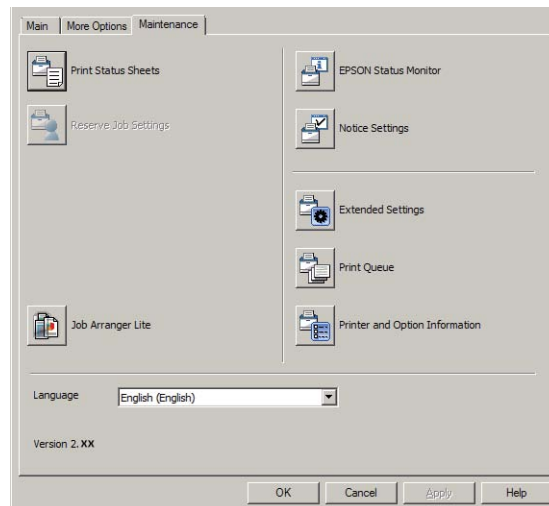 Main More Options Maintenance
Print Status Sheets
EPSON Status Monitor
Reserve Job Settings
Notice Settings
Extended Settings
Print Queue
Job Arranger Lite
Printer and Option Information
Language English (English)
Version 2.XX
OK Cancel Apply Help